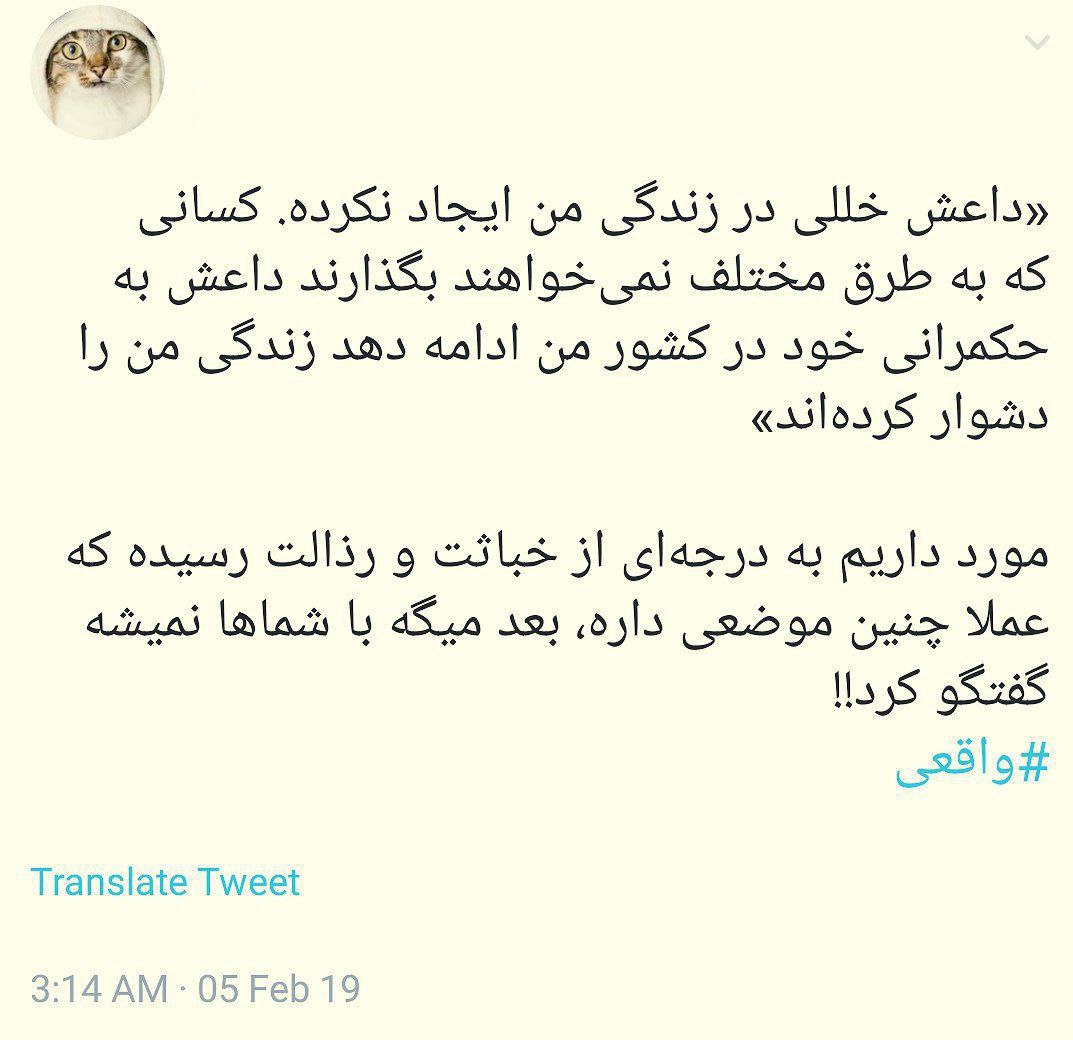 «داعش خللی در زندگی من ایجاد نکرده. کسانی
که به طرق مختلف نمی‌خواهند بگذارند داعش به
حکمرانی خود در کشور من ادامه دهد زندگی من را
دشوار کرده‌اند»
مورد داریم به درجه‌ای از خباثت و رذالت رسیده که
عملا چنین موضعی داره، بعد میگه با شماها نمیشه
گفتگو کرد!!
#واقعی
Translate Tweet
3:14 AM · 05 Feb 19